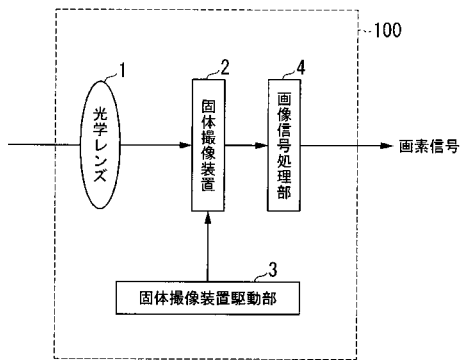 100
1
2
4
光学レンズ
固体撮像装置
画像信号処理部
画素信号
3
固体撮像装置駆動部